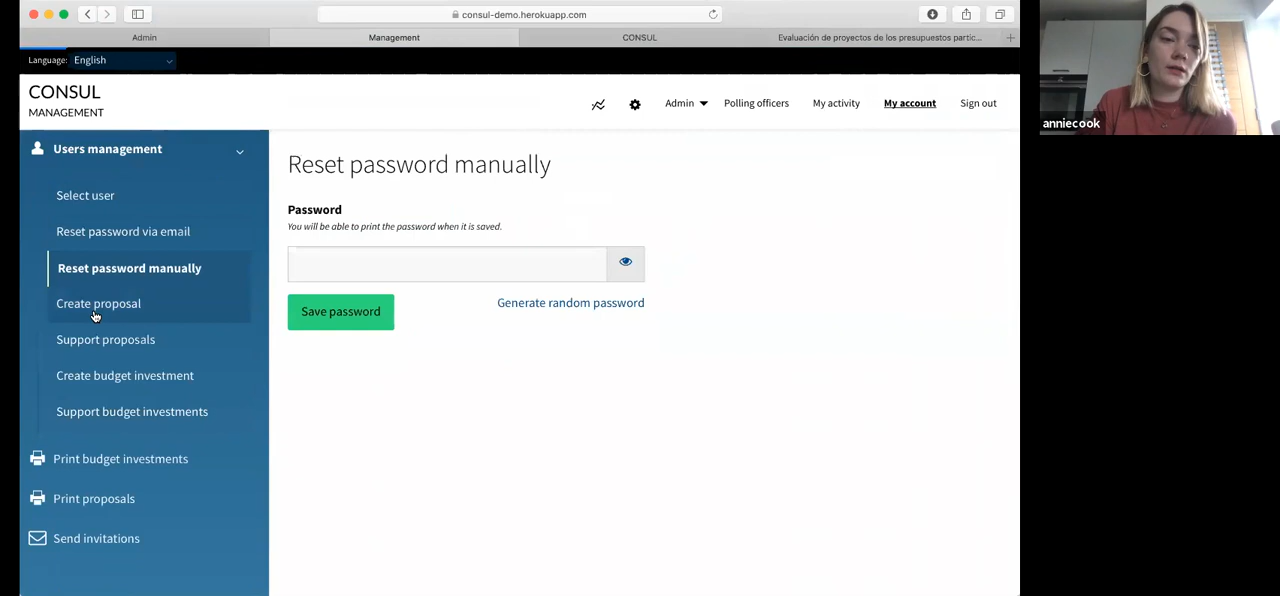 consul-demo.herokuapp.com
Admin
Management
CONSUL
Evaluación de proyectos de los presupuestos partic...
Language: English
CONSUL
MANAGEMENT
Admin
Polling officers
My activity
My account
Sign out
anniecook
Users management
Select user
Reset password via email
Reset password manually
Create proposal
Support proposals
Create budget investment
Support budget investments
Print budget investments
Print proposals
Send invitations
Reset password manually
Password
You will be able to print the password when it is saved.
Save password
Generate random password